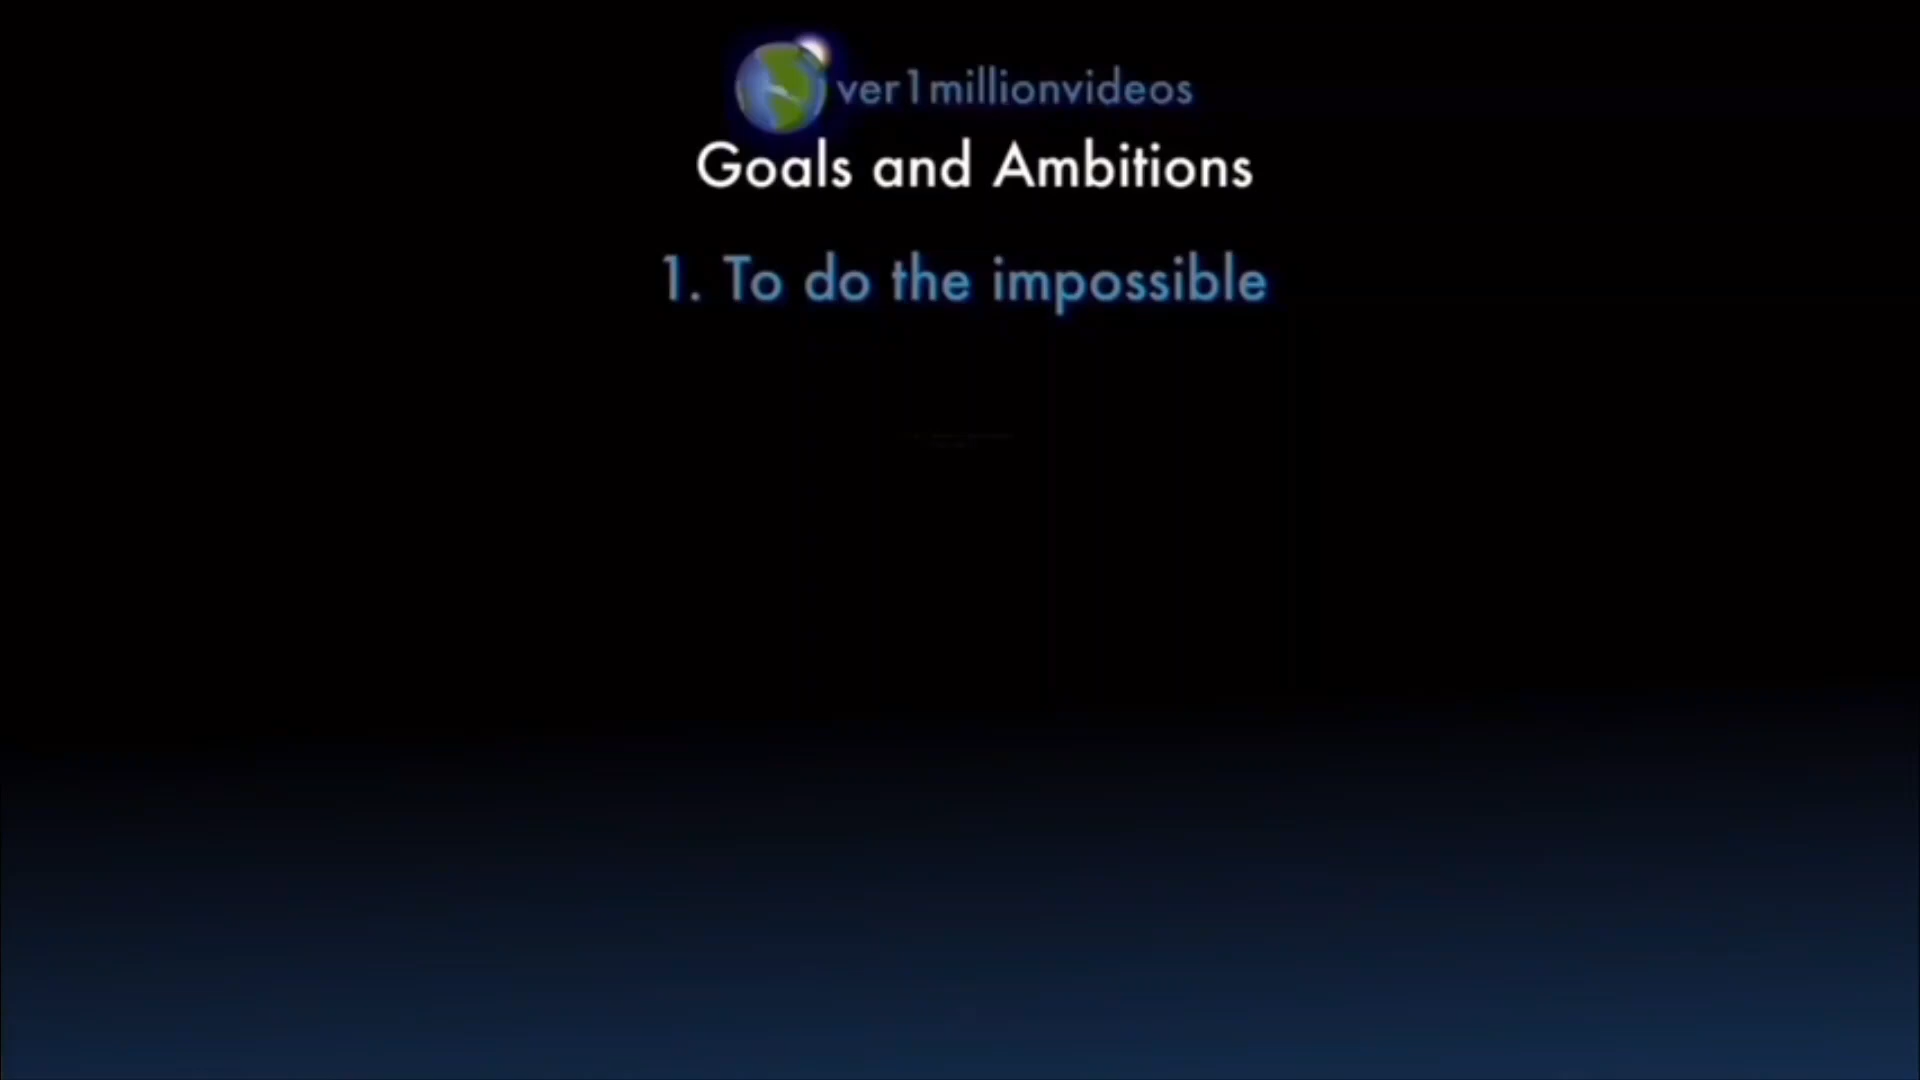 ver1millionvideos
Goals and Ambitions
1. To do the impossible